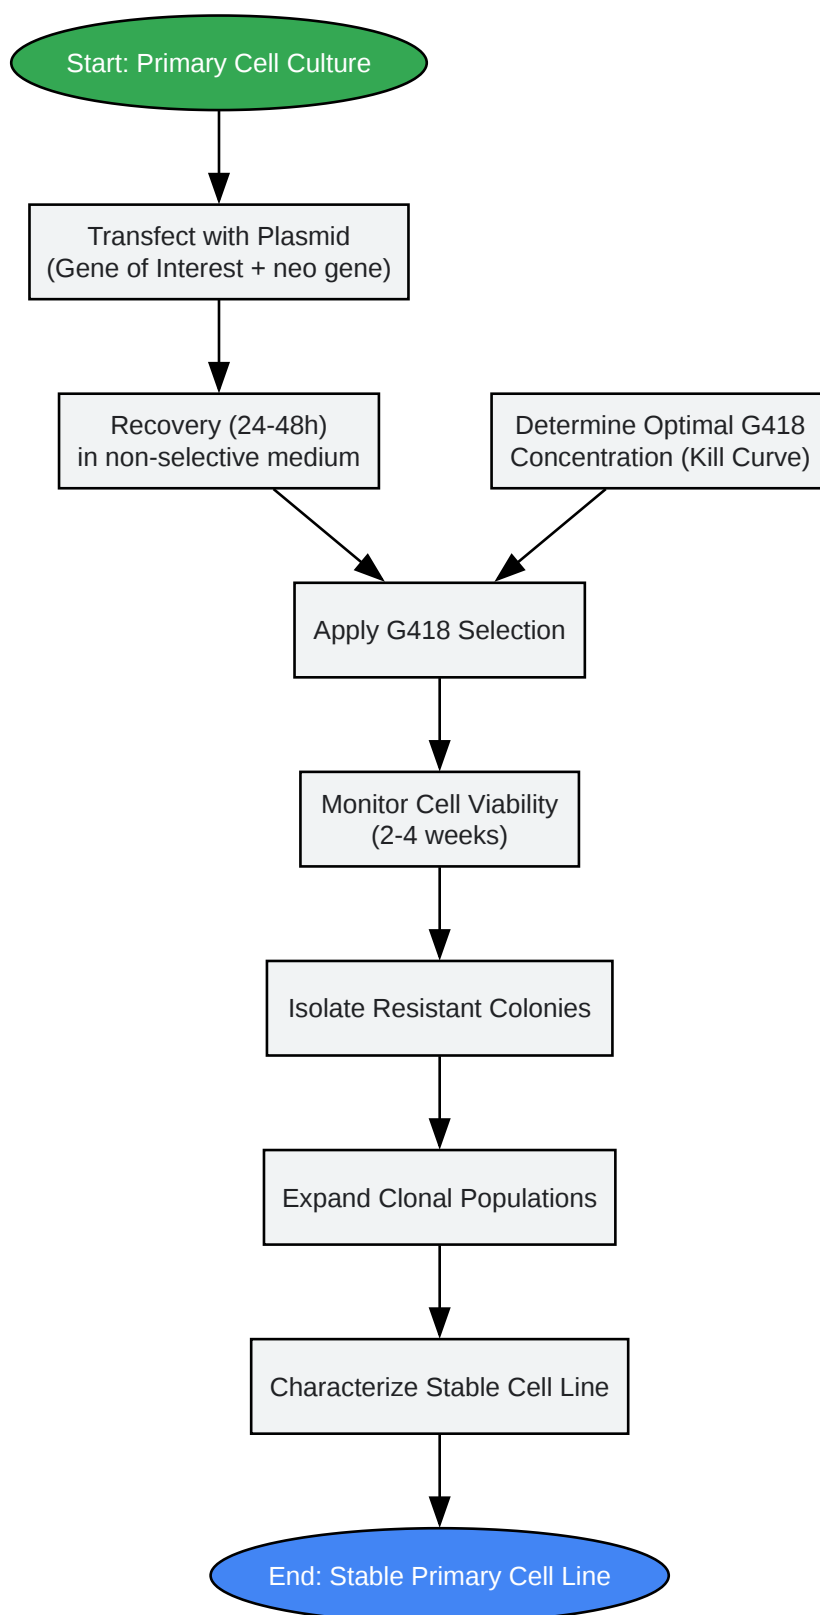 Start: Primary Cell Culture
Transfect with Plasmid
(Gene of Interest + neo gene)
Recovery (24-48h)
in non-selective medium
Determine Optimal G418
Concentration (Kill Curve)
Apply G418 Selection
Monitor Cell Viability
(2-4 weeks)
Isolate Resistant Colonies
Expand Clonal Populations
Characterize Stable Cell Line
End: Stable Primary Cell Line